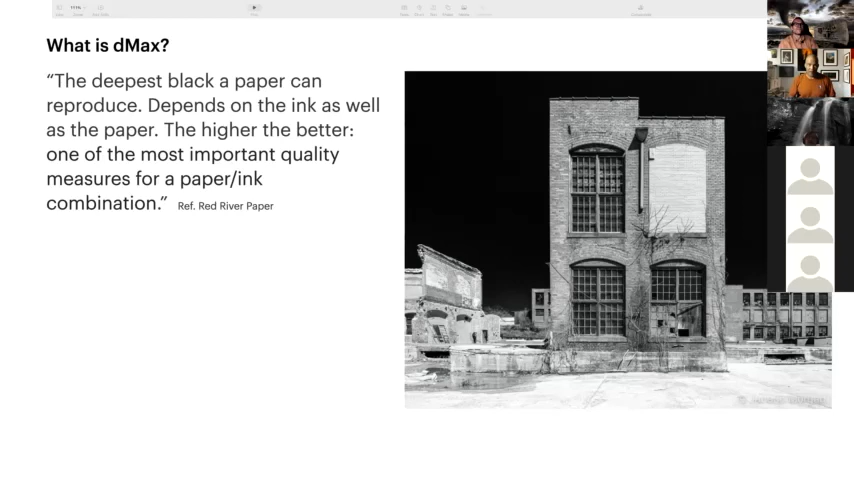 111%
What is dMax?
“The deepest black a paper can
reproduce. Depends on the ink as well
as the paper. The higher the better:
one of the most important quality
measures for a paper/ink
combination.” Ref. Red River Paper